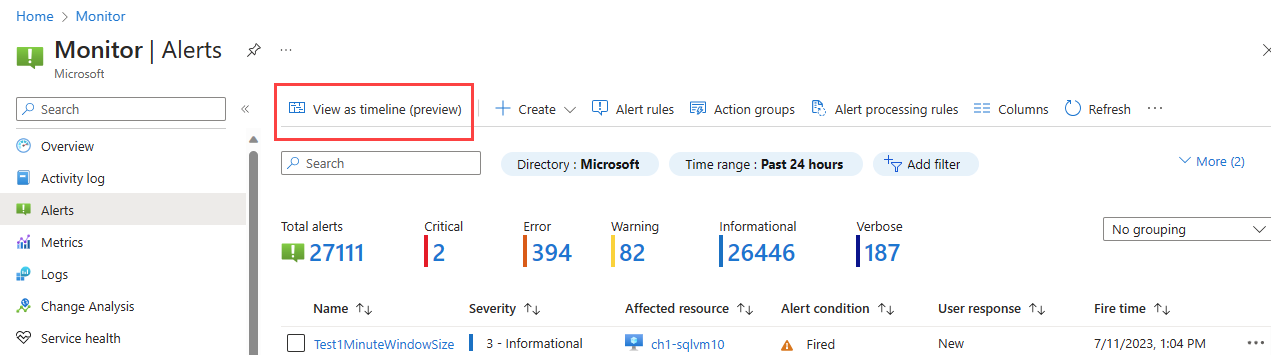 Home > Monitor
Monitor | Alerts ...
Microsoft
Search «
View as timeline (preview) Create Alert rules Action groups Alert processing rules Columns Refresh ...
Overview
Activity log
Alerts
Metrics
Logs
Change Analysis
Service health
Search Directory : Microsoft Time range : Past 24 hours Add filter More (2)
Total alerts Critical Error Warning Informational Verbose
27111 2 394 82 26446 187
No grouping
Name Severity Affected resource Alert condition User response Fire time
Test1MinuteWindowSize 3 - Informational ch1-sqlvm10 Fired New 7/11/2023, 1:04 PM ...